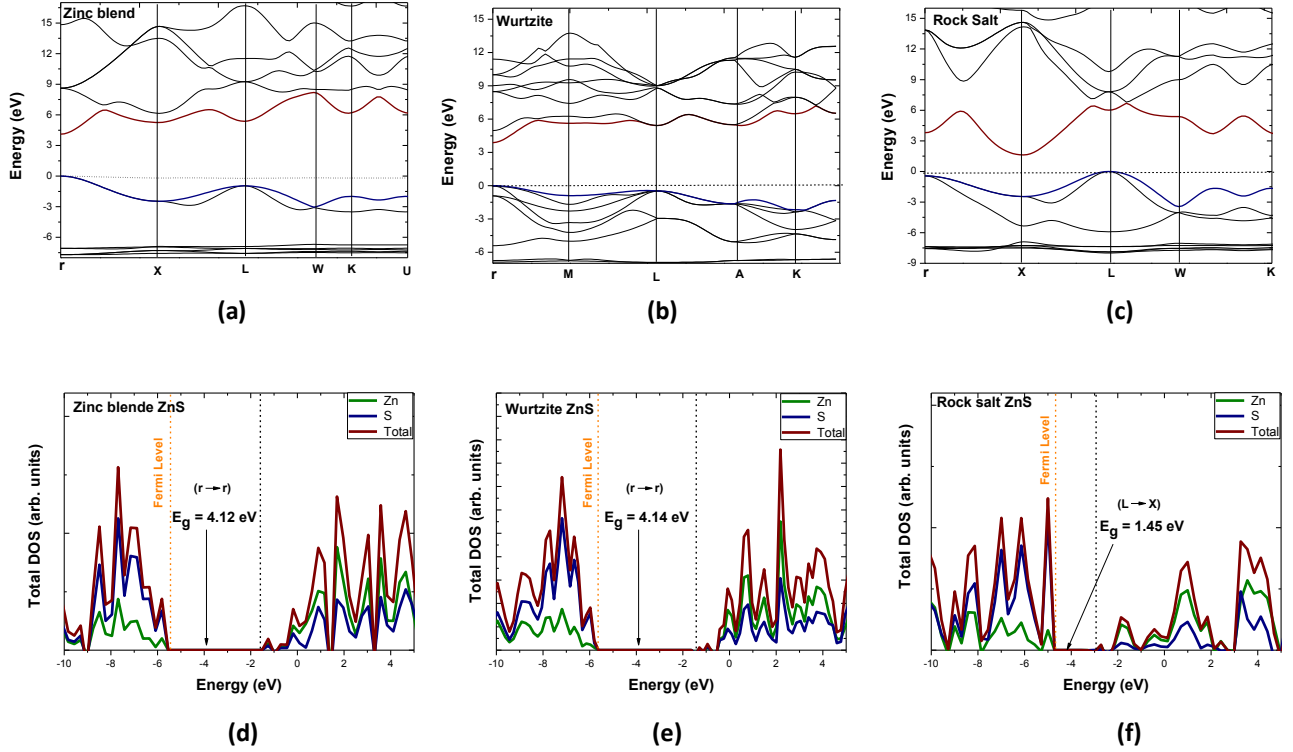 Zinc blend
Energy (eV)
15
12
9
6
3
0
-3
-6
r X L W K U
(a)
Wurtzite
Energy (eV)
15
12
9
6
3
0
-3
-6
r M L A K
(b)
Rock Salt
Energy (eV)
15
12
9
6
3
0
-3
-6
-9
r X L W K
(c)
Zinc blende ZnS
Zn
S
Total
Fermi Level
(r→r)
Eg = 4.12 eV
Total DOS (arb. units)
-10 -8 -6 -4 -2 0 2 4
Energy (eV)
(d)
Wurtzite ZnS
Zn
S
Total
Fermi Level
(r→r)
Eg = 4.14 eV
Total DOS (arb. units)
-10 -8 -6 -4 -2 0 2 4
Energy (eV)
(e)
Rock salt ZnS
Zn
S
Total
Fermi Level
(L→X)
Eg = 1.45 eV
Total DOS (arb. units)
-10 -8 -6 -4 -2 0 2 4
Energy (eV)
(f)